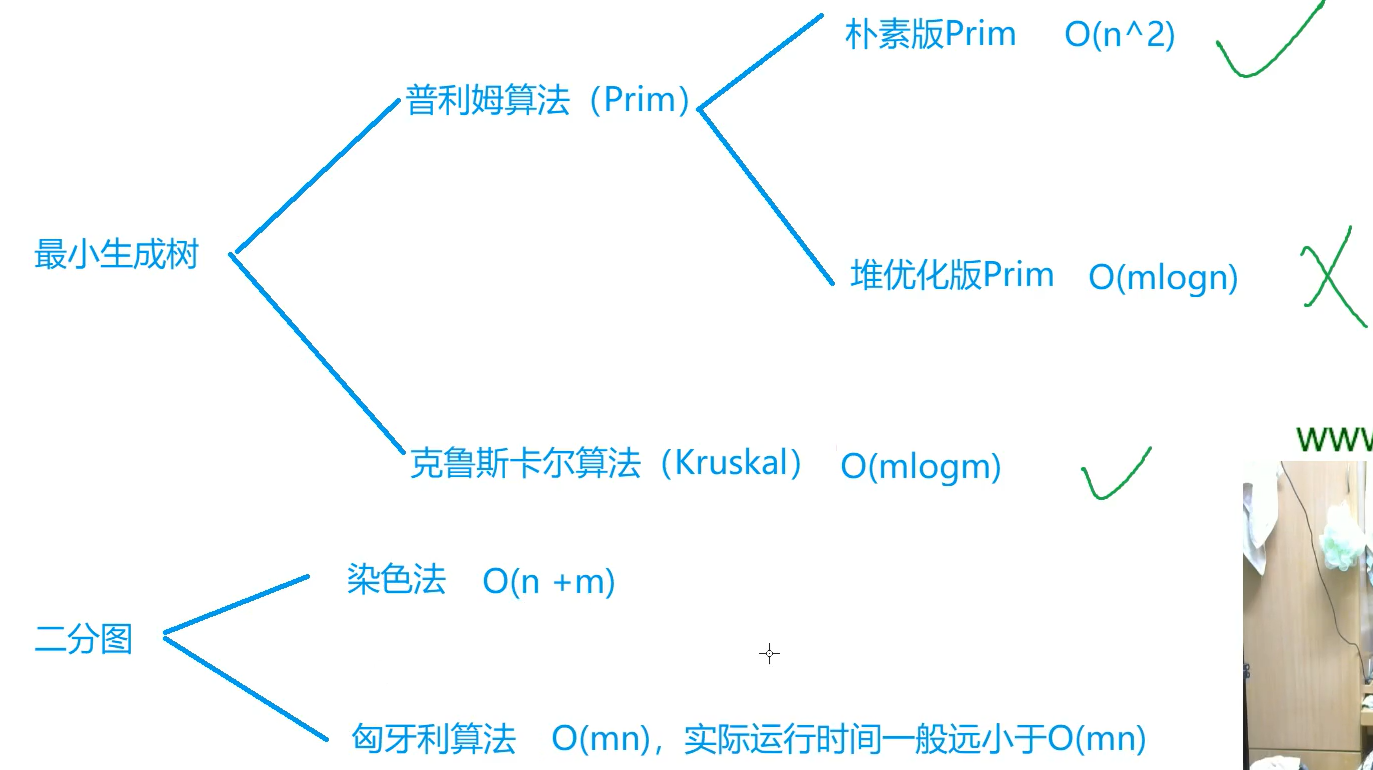 朴素版Prim O(n^2)
普利姆算法（Prim）
最小生成树
堆优化版Prim O(mlogn)
www
克鲁斯卡尔算法（Kruskal） O(mlogm)
染色法 O(n +m)
二分图
匈牙利算法 O(mn)，实际运行时间一般远小于O(mn)